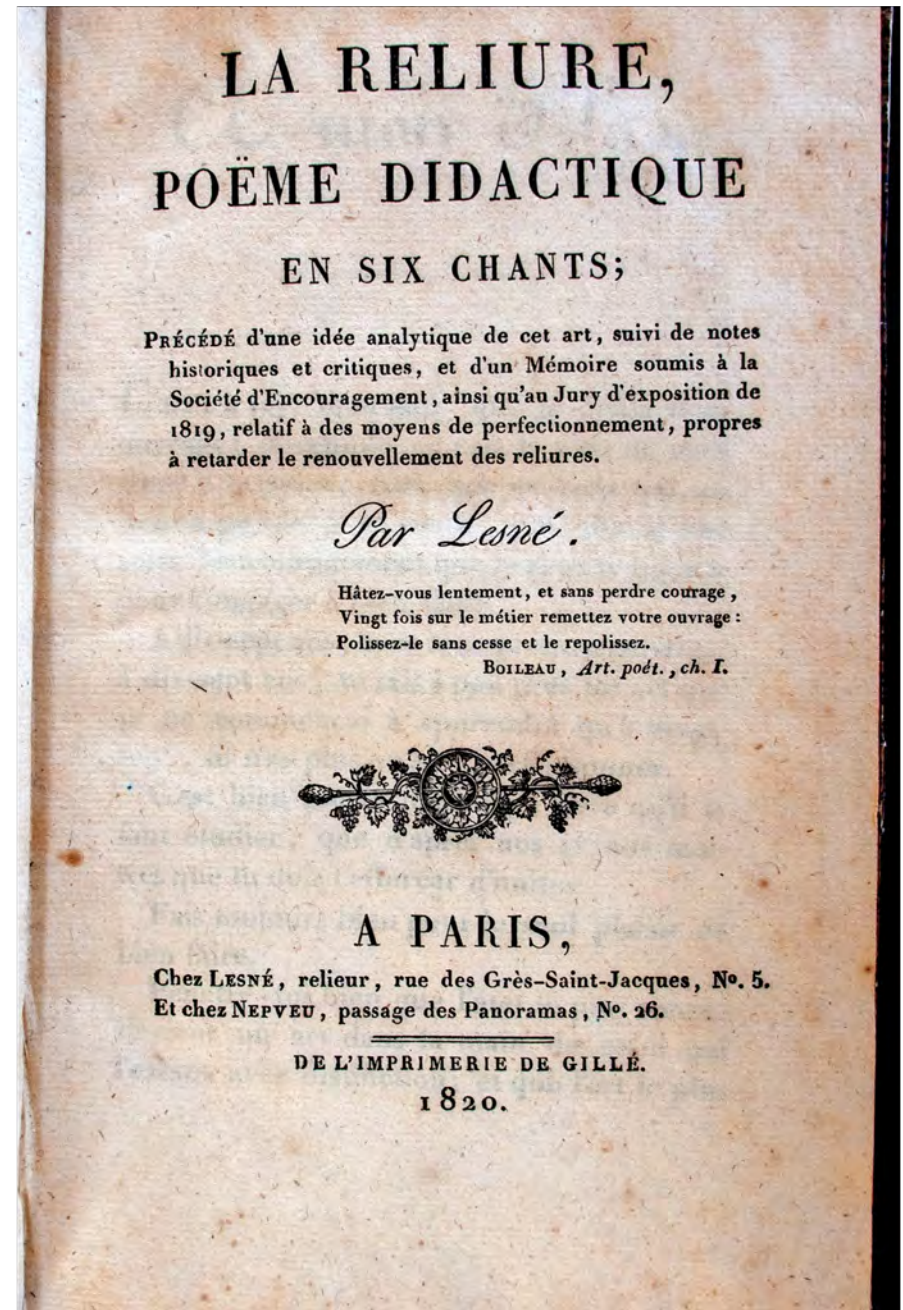 LA RELIURE,
POËME DIDACTIQUE
EN SIX CHANTS;
PRÉCÉDÉ d'une idée analytique de cet art, suivi de notes
historiques et critiques, et d'un Mémoire soumis à la
Société d'Encouragement, ainsi qu'au Jury d'exposition de
1819, relatif à des moyens de perfectionnement, propres
à retarder le renouvellement des reliures.
Par Lesné.
Hâtez-vous lentement, et sans perdre courage,
Vingt fois sur le métier remettez votre ouvrage:
Polissez-le sans cesse et le repolissez.
BOILEAU, Art. poét., ch. I.
A PARIS,
Chez LESNÉ, relieur, rue des Grès-Saint-Jacques, Nº. 5.
Et chez NEPVEU, passage des Panoramas, Nº. 26.
DE L'IMPRIMERIE DE GILLÉ.
1820.